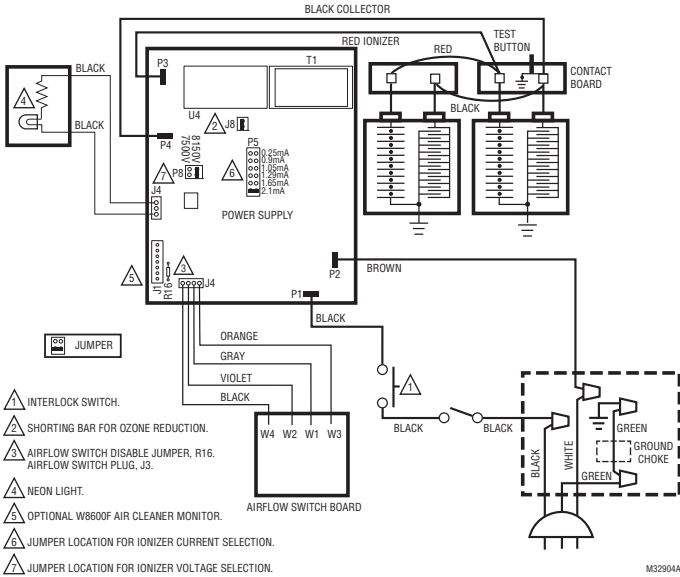 BLACK COLLECTOR
RED IONIZER
RED
TEST
BUTTON
CONTACT
BOARD
BLACK
BLACK
BLACK
4
P3
T1
U4
2
J8
P4
8150V
7500V
P8
7
6
P5
0.25mA
0.9mA
1.05mA
1.29mA
1.65mA
2.1mA
J4
POWER SUPPLY
5
J1
R16
3
J4
P2
BROWN
P1
BLACK
JUMPER
ORANGE
GRAY
VIOLET
BLACK
W4 W2 W1 W3
AIRFLOW SWITCH BOARD
1
BLACK
BLACK
BLACK
WHITE
GREEN
GROUND
CHOKE
GREEN
1 INTERLOCK SWITCH.
2 SHORTING BAR FOR OZONE REDUCTION.
3 AIRFLOW SWITCH DISABLE JUMPER, R16.
AIRFLOW SWITCH PLUG, J3.
4 NEON LIGHT.
5 OPTIONAL W8600F AIR CLEANER MONITOR.
6 JUMPER LOCATION FOR IONIZER CURRENT SELECTION.
7 JUMPER LOCATION FOR IONIZER VOLTAGE SELECTION.
M32904A